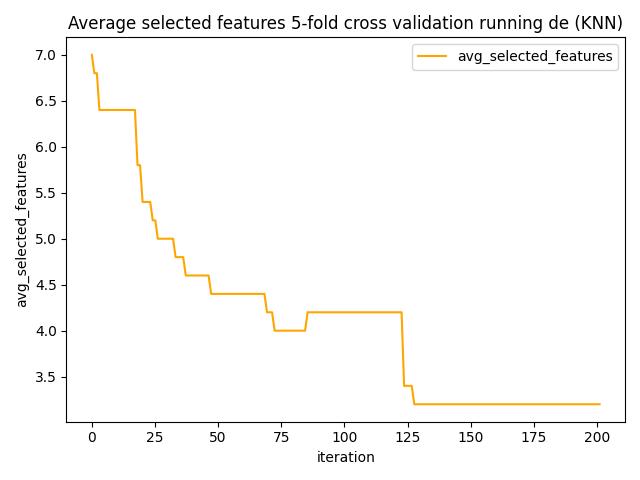 Average selected features 5-fold cross validation running de (KNN)
avg_selected_features
7.0
6.5
6.0
5.5
5.0
4.5
4.0
3.5
avg_selected_features
0 25 50 75 100 125 150 175 200
iteration